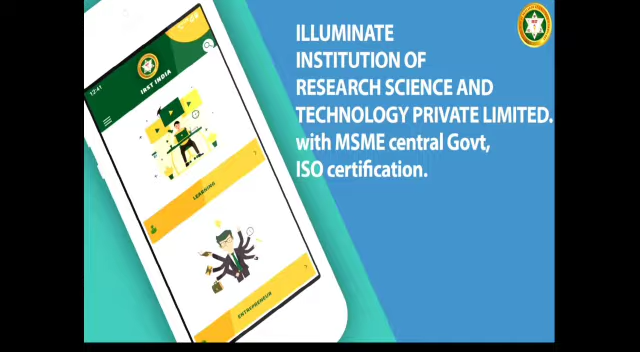 ILLUMINATE
INSTITUTION OF
RESEARCH SCIENCE AND
TECHNOLOGY PRIVATE LIMITED.
with MSME central Govt,
ISO certification.
12:41
IRST INDIA
LEARNING
ENTREPRENEUR